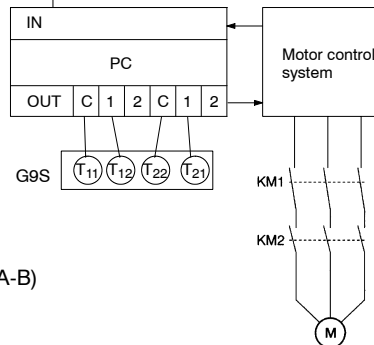 IN
PC
OUT C 1 2 C 1 2
Motor control
system
G9S T11 T12 T22 T21
KM1
KM2
A-B)
M